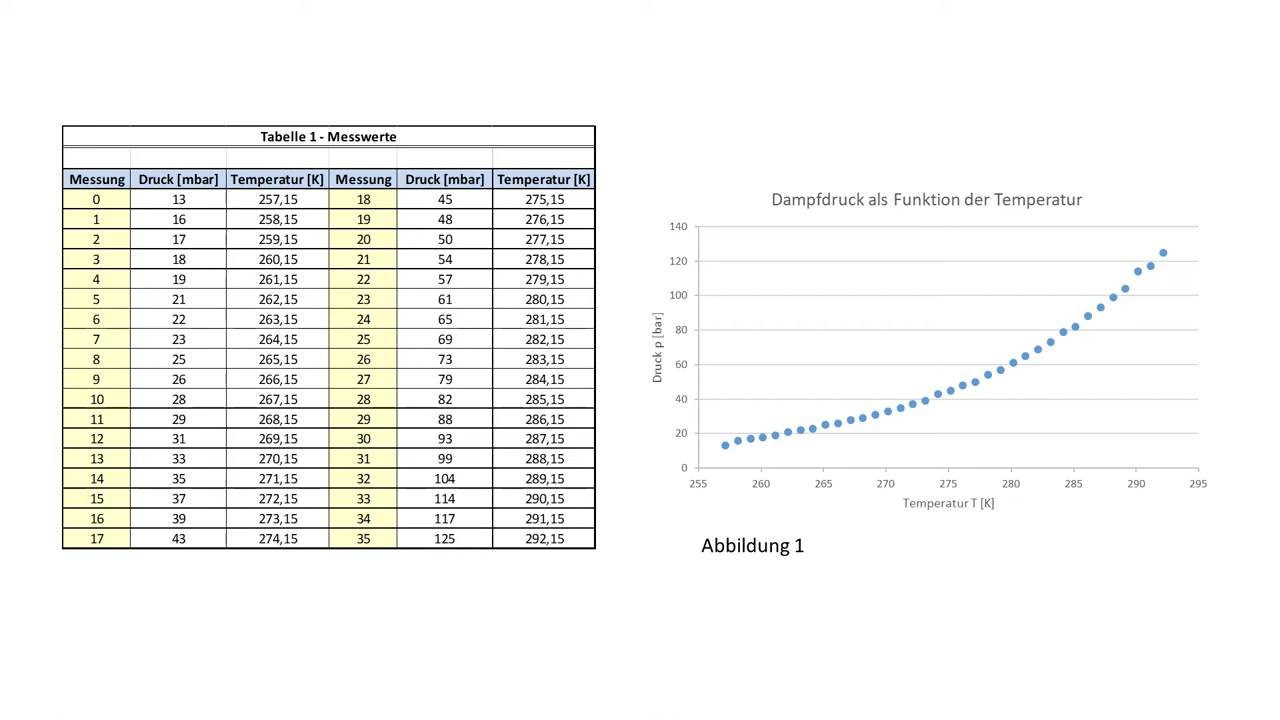 Tabelle 1 - Messwerte
Messung Druck [mbar] Temperatur [K] Messung Druck [mbar] Temperatur [K]
0 13 257,15 18 45 275,15
1 16 258,15 19 48 276,15
2 17 259,15 20 50 277,15
3 18 260,15 21 54 278,15
4 19 261,15 22 57 279,15
5 21 262,15 23 61 280,15
6 22 263,15 24 65 281,15
7 23 264,15 25 69 282,15
8 25 265,15 26 73 283,15
9 26 266,15 27 79 284,15
10 28 267,15 28 82 285,15
11 29 268,15 29 88 286,15
12 31 269,15 30 93 287,15
13 33 270,15 31 99 288,15
14 35 271,15 32 104 289,15
15 37 272,15 33 114 290,15
16 39 273,15 34 117 291,15
17 43 274,15 35 125 292,15
Dampfdruck als Funktion der Temperatur
Druck p [bar]
140
120
100
80
60
40
20
0
255 260 265 270 275 280 285 290 295
Temperatur T [K]
Abbildung 1